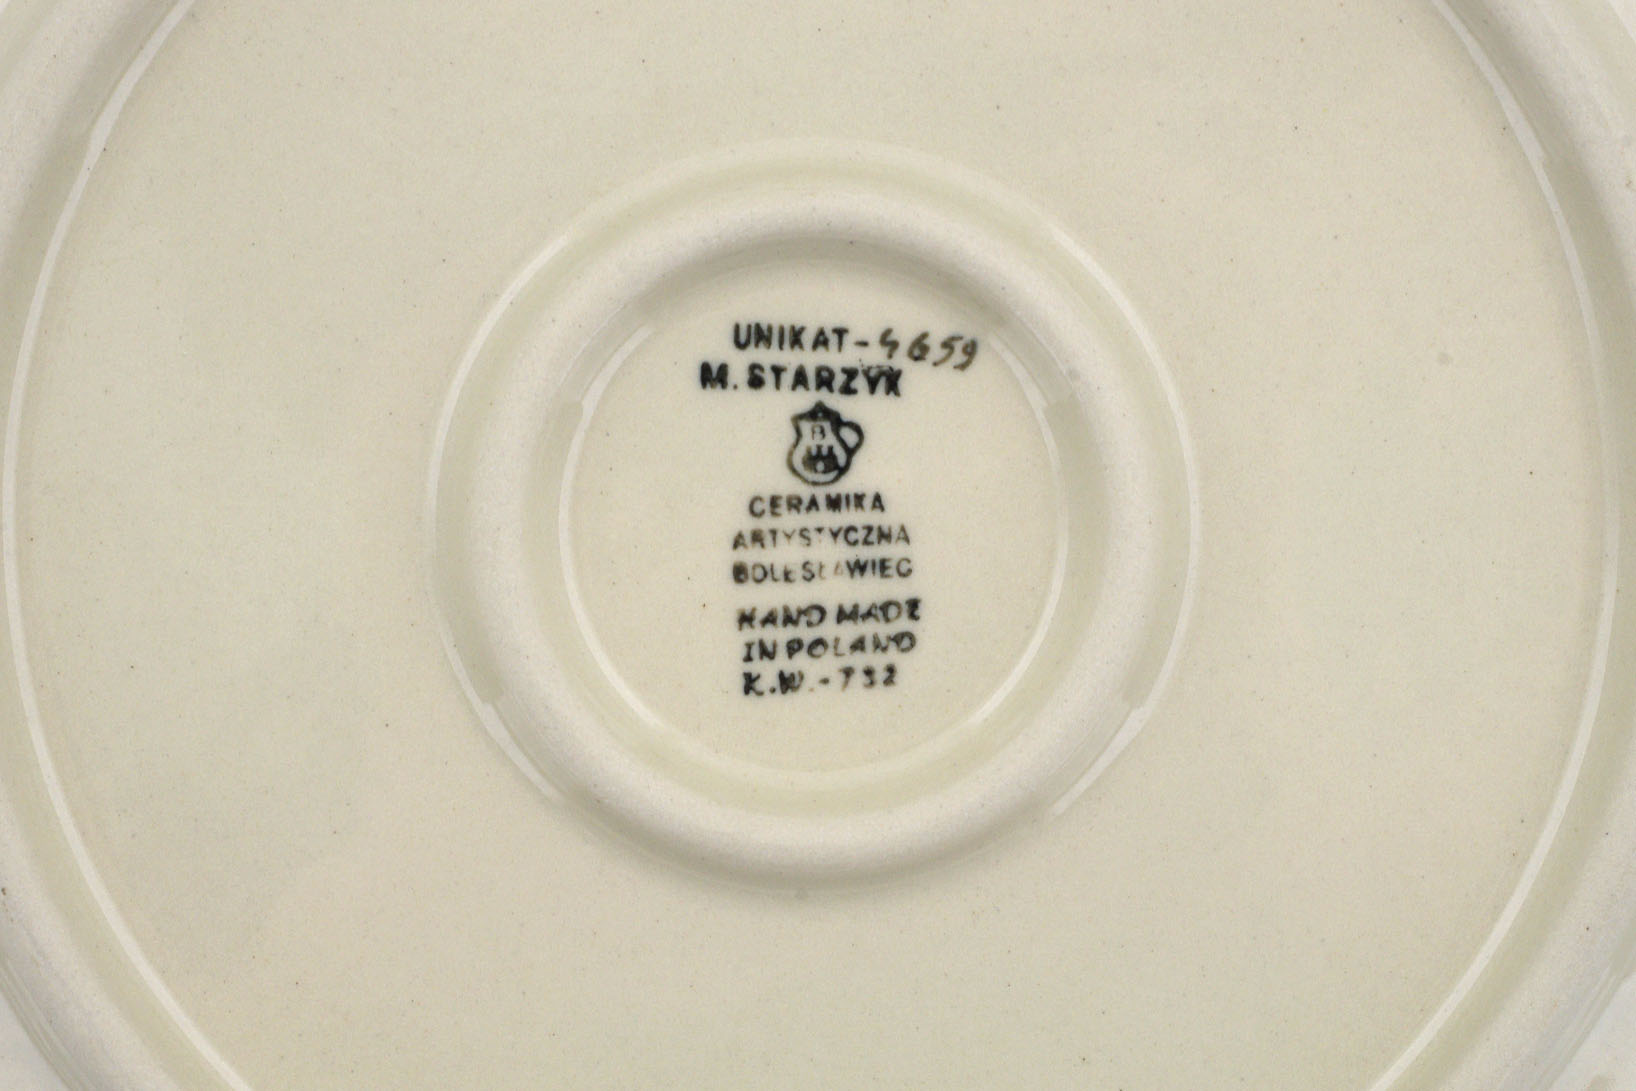 UNIKAT-4659
M. STARZYK
B
CERAMIKA
ARTYSTYCZNA
BOLESŁAWIEC
HAND MADE
IN POLAND
K.W.-732